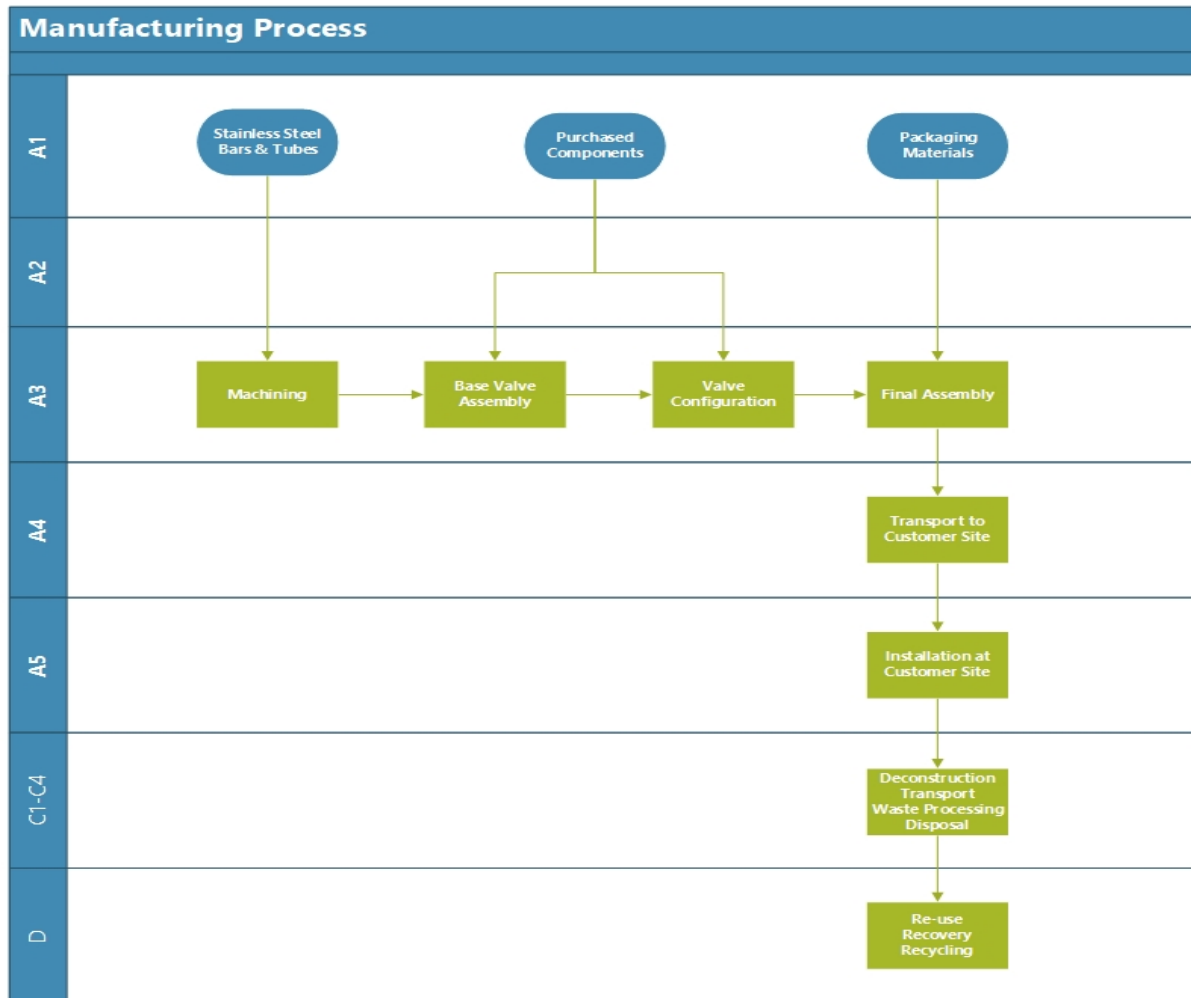 Manufacturing Process
A1
Stainless Steel
Bars & Tubes
Purchased
Components
Packaging
Materials
A2
A3
Machining
Base Valve
Assembly
Valve
Configuration
Final Assembly
A4
Transport to
Customer Site
A5
Installation at
Customer Site
C1-C4
Deconstruction
Transport
Waste Processing
Disposal
D
Re-use
Recovery
Recycling